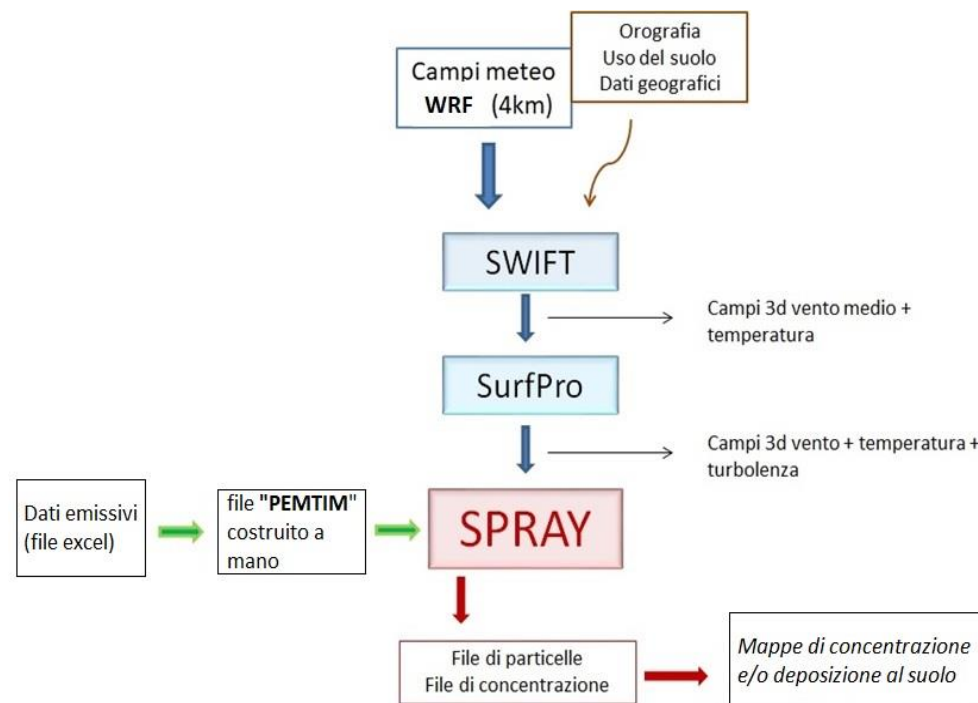 Orografia
Uso del suolo
Dati geografici
Campi meteo
WRF (4km)
SWIFT
Campi 3d vento medio +
temperatura
SurfPro
Campi 3d vento + temperatura +
turbolenza
Dati emissivi
(file excel)
file "PEMTIM"
costruito a
mano
SPRAY
File di particelle
File di concentrazione
Mappe di concentrazione
e/o deposizione al suolo